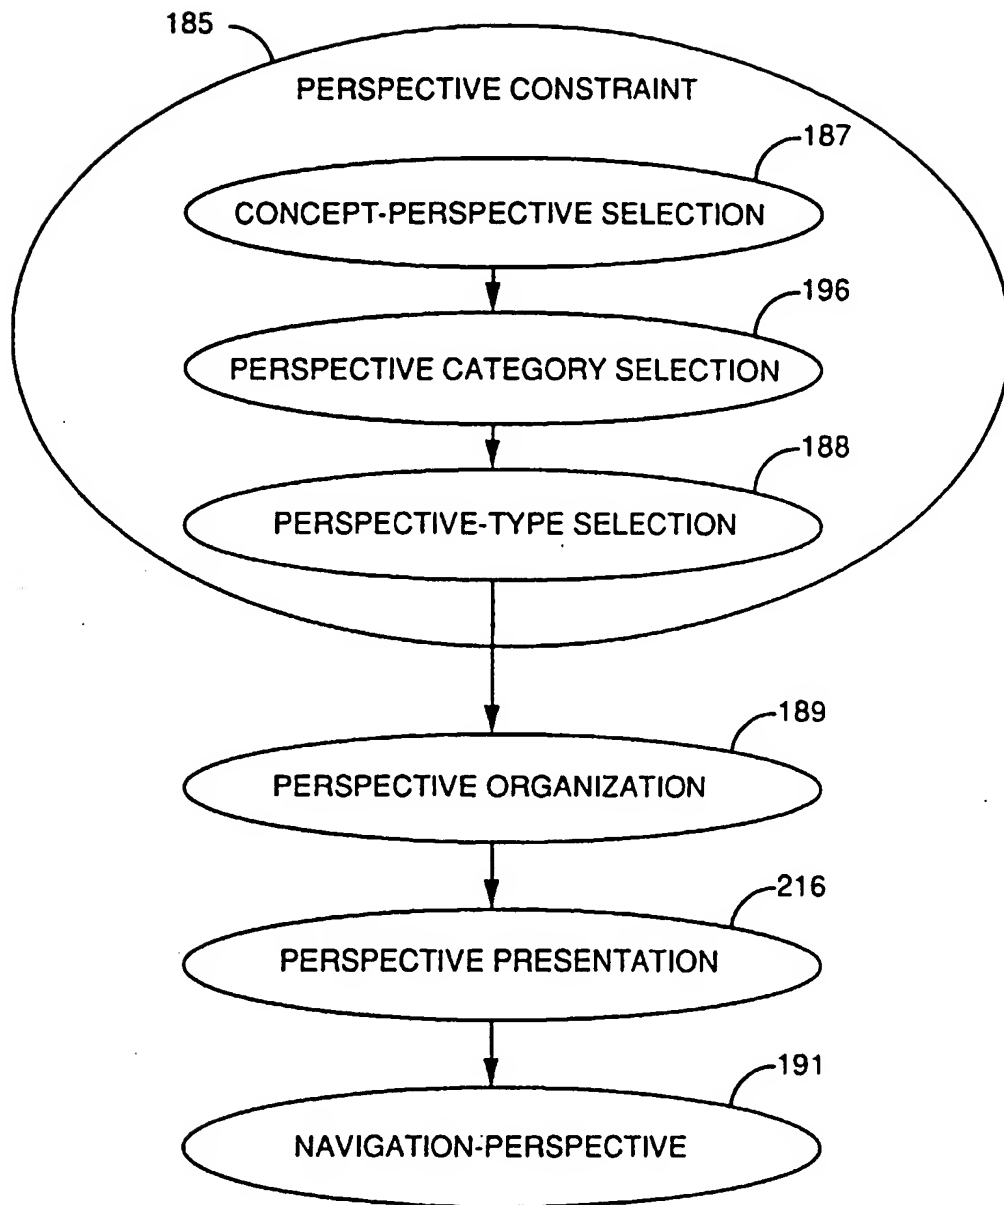 185
PERSPECTIVE CONSTRAINT
187
CONCEPT-PERSPECTIVE SELECTION
196
PERSPECTIVE CATEGORY SELECTION
188
PERSPECTIVE-TYPE SELECTION
189
PERSPECTIVE ORGANIZATION
216
PERSPECTIVE PRESENTATION
191
NAVIGATION-PERSPECTIVE